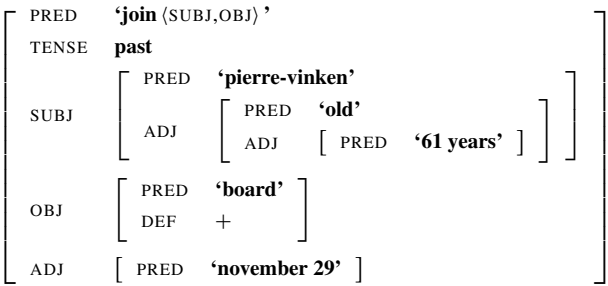 PRED ‘join ⟨SUBJ,OBJ⟩ ’
TENSE past
SUBJ
PRED ‘pierre-vinken’
ADJ
PRED ‘old’
ADJ [ PRED ‘61 years’ ]
OBJ
PRED ‘board’
DEF +
ADJ [ PRED ‘november 29’ ]